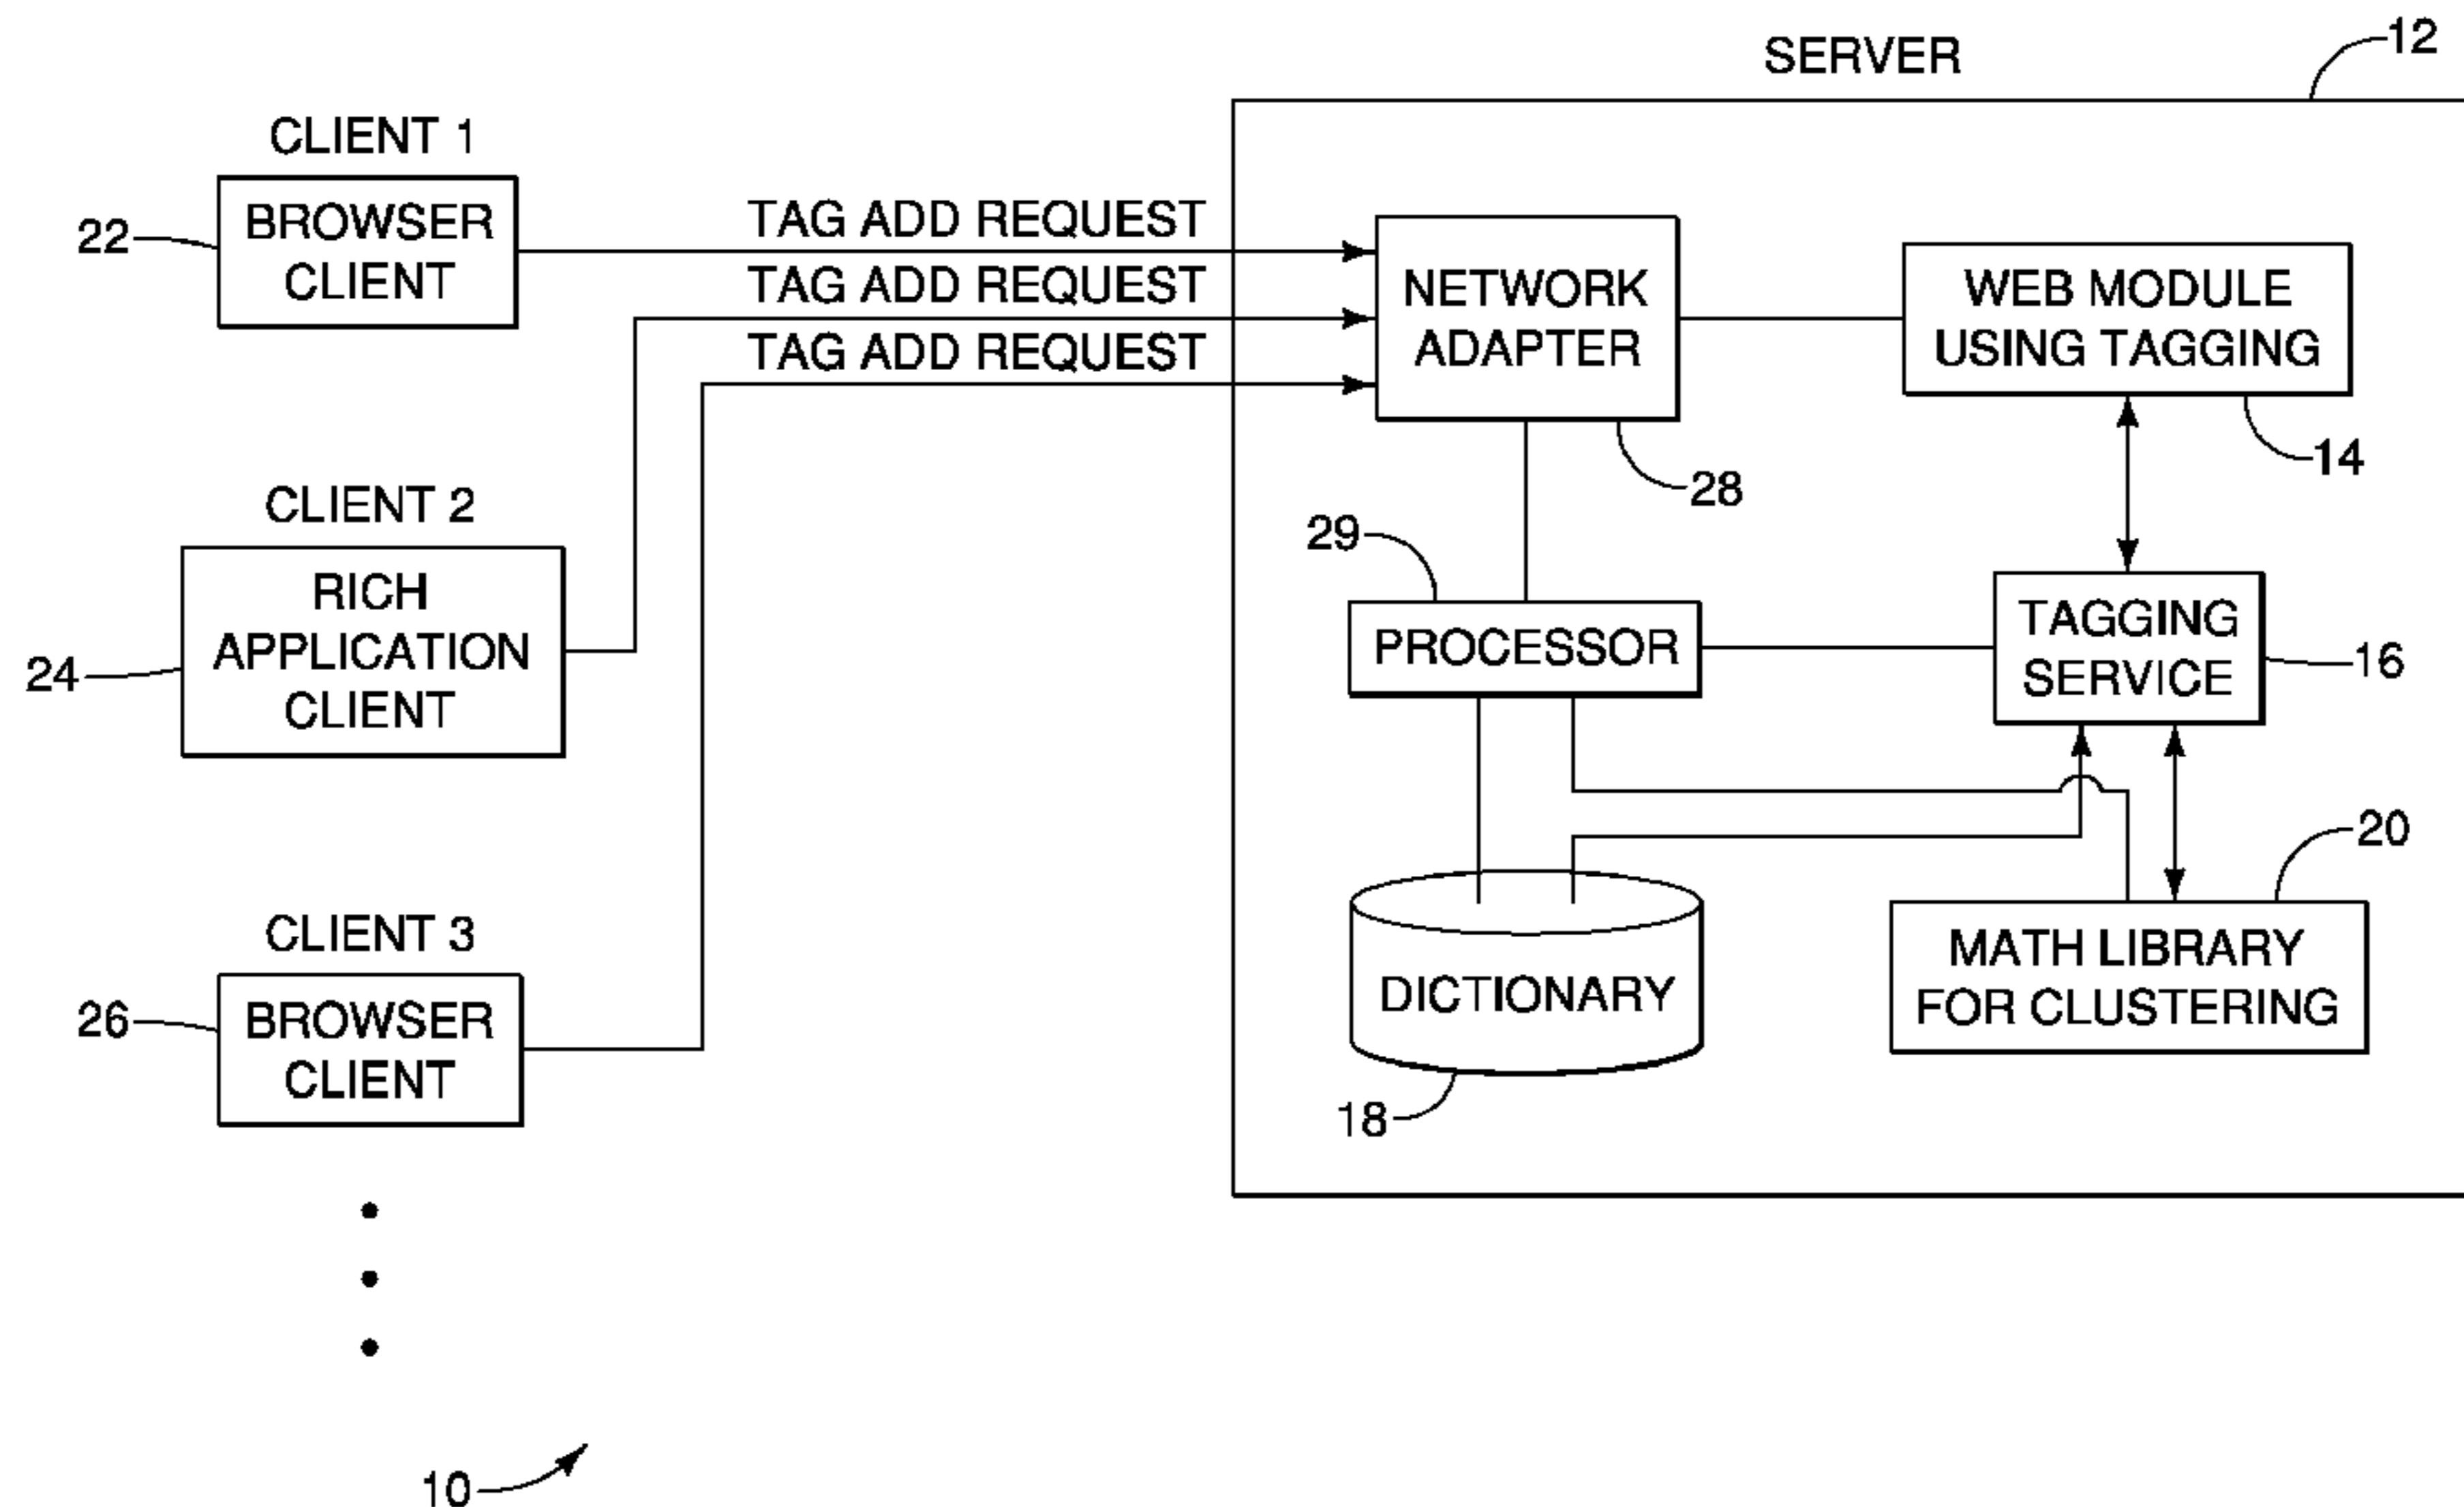 SERVER
12
CLIENT 1
22
BROWSER
CLIENT
TAG ADD REQUEST
TAG ADD REQUEST
TAG ADD REQUEST
NETWORK
ADAPTER
28
WEB MODULE
USING TAGGING
14
CLIENT 2
24
RICH
APPLICATION
CLIENT
29
PROCESSOR
TAGGING
SERVICE
16
CLIENT 3
26
BROWSER
CLIENT
DICTIONARY
18
20
MATH LIBRARY
FOR CLUSTERING
10